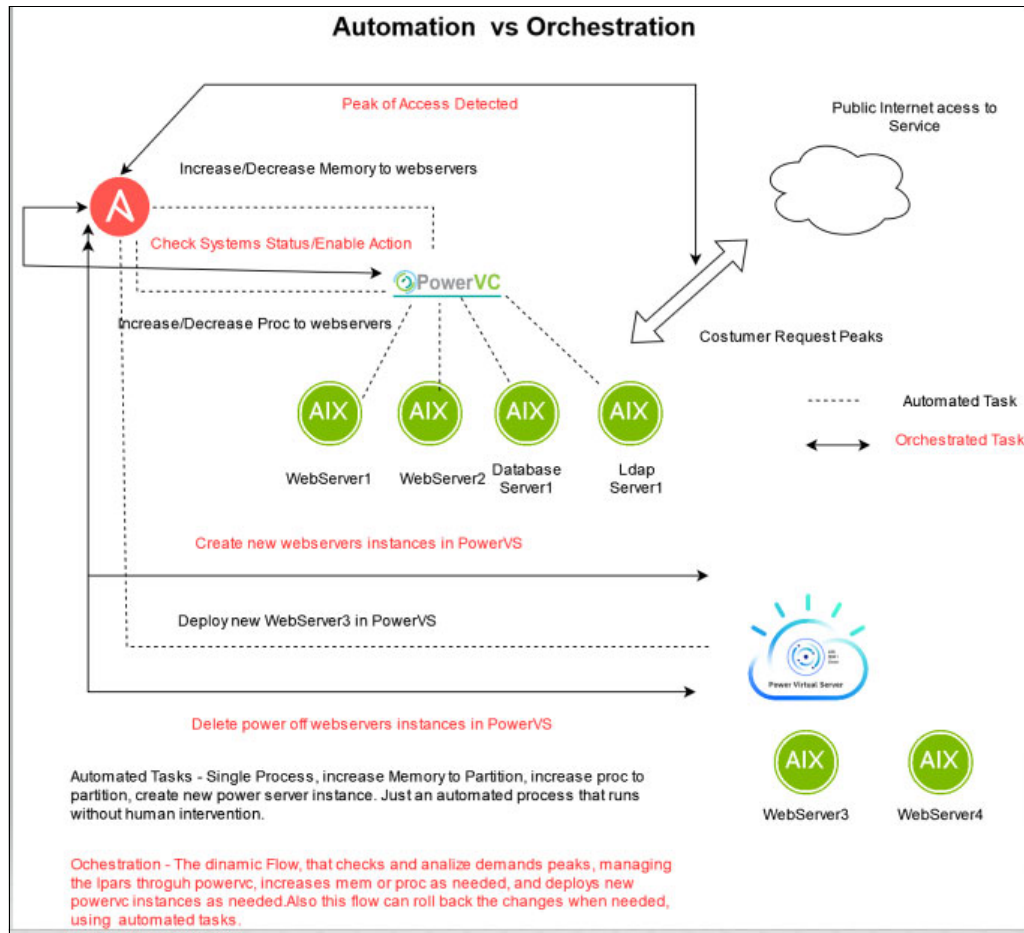 Automation vs Orchestration
Peak of Access Detected
Public Internet acess to
Service
Increase/Decrease Memory to webservers
Check Systems Status/Enable Action
PowerVC
Increase/Decrease Proc to webservers
Costumer Request Peaks
AIX
AIX
AIX
AIX
Automated Task
Orchestrated Task
WebServer1
WebServer2
Database
Server1
Ldap
Server1
Create new webservers instances in PowerVS
Deploy new WebServer3 in PowerVS
Power Virtual Server
Delete power off webservers instances in PowerVS
AIX
AIX
WebServer3
WebServer4
Automated Tasks - Single Process, increase Memory to Partition, increase proc to
partition, create new power server instance. Just an automated process that runs
without human intervention.
Ochestration - The dinamic Flow, that checks and analize demands peaks, managing
the lpars throguh powervc, increases mem or proc as needed, and deploys new
powervc instances as needed.Also this flow can roll back the changes when needed,
using automated tasks.